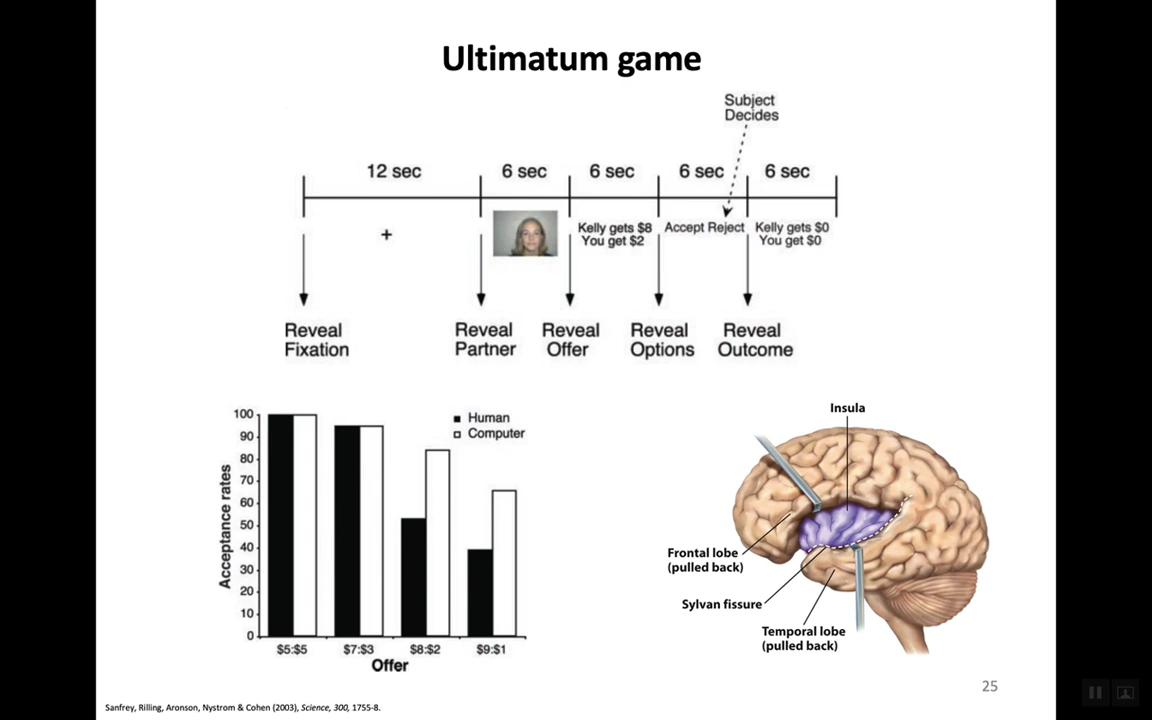 Ultimatum game
Subject
Decides
12 sec
6 sec
6 sec
6 sec
6 sec
+
Kelly gets $8
You get $2
Accept Reject
Kelly gets $0
You get $0
Reveal
Fixation
Reveal
Partner
Reveal
Offer
Reveal
Options
Reveal
Outcome
Acceptance rates
100
90
80
70
60
50
40
30
20
10
0
Human
Computer
$5:$5
$7:$3
$8:$2
$9:$1
Offer
Insula
Frontal lobe
(pulled back)
Sylvan fissure
Temporal lobe
(pulled back)
25
Sanfrey, Rilling, Aronson, Nystrom & Cohen (2003), Science, 300, 1755-8.